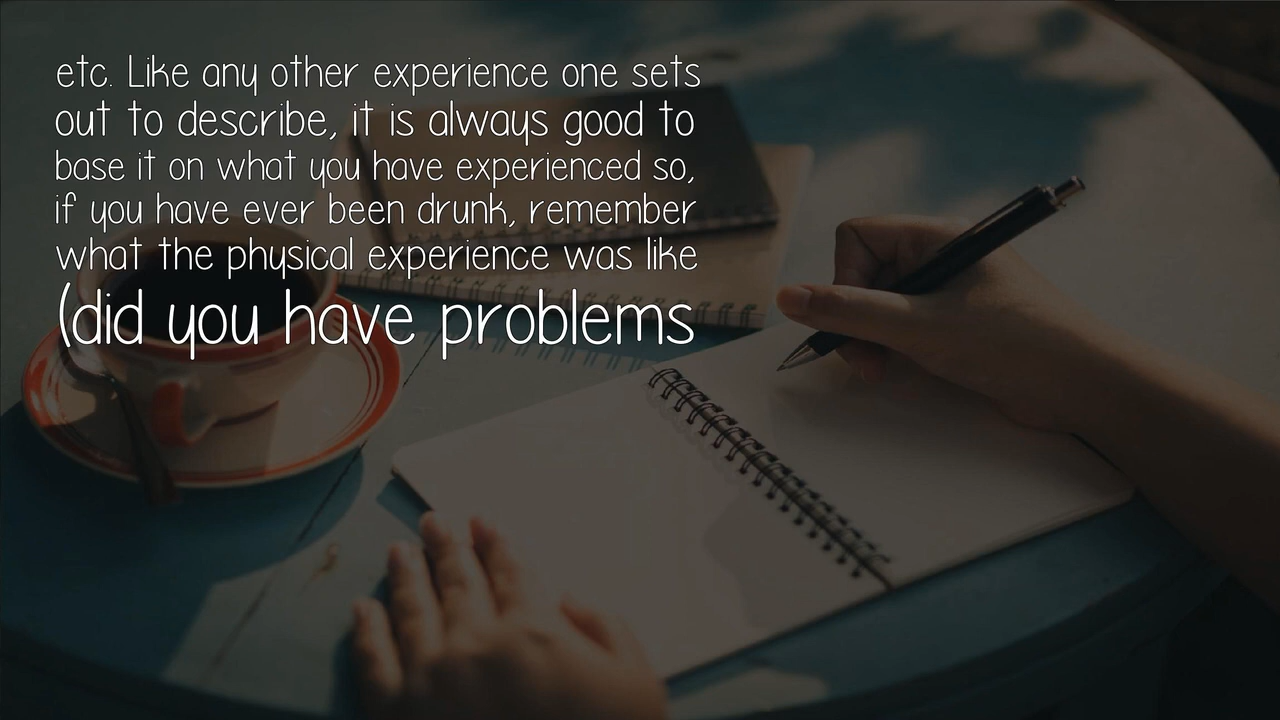 etc. Like any other experience one sets
out to describe, it is always good to
base it on what you have experienced so,
if you have ever been drunk, remember
what the physical experience was like
(did you have problems